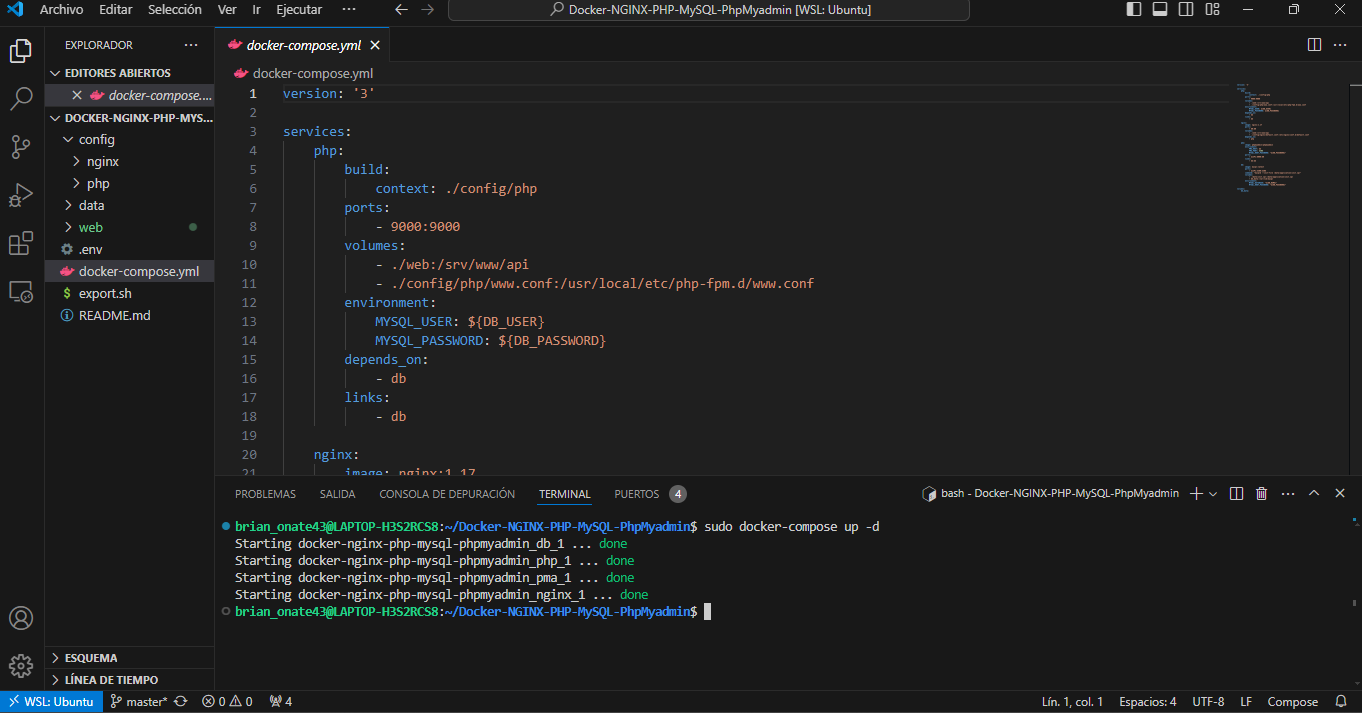 Archivo Editar Selección Ver Ir Ejecutar ··· Docker-NGINX-PHP-MySQL-PhpMyadmin [WSL: Ubuntu]
EXPLORADOR ···
EDITORES ABIERTOS
docker-compose....
DOCKER-NGINX-PHP-MYS...
config
nginx
php
data
web
.env
docker-compose.yml
$ export.sh
README.md
ESQUEMA
LÍNEA DE TIEMPO
docker-compose.yml
docker-compose.yml
1 version: '3'
2
3 services:
4 php:
5 build:
6 context: ./config/php
7 ports:
8 - 9000:9000
9 volumes:
10 - ./web:/srv/www/api
11 - ./config/php/www.conf:/usr/local/etc/php-fpm.d/www.conf
12 environment:
13 MYSQL_USER: ${DB_USER}
14 MYSQL_PASSWORD: ${DB_PASSWORD}
15 depends_on:
16 - db
17 links:
18 - db
19
20 nginx:
21 image: nginx:1.17
PROBLEMAS SALIDA CONSOLA DE DEPURACIÓN TERMINAL PUERTOS 4 bash - Docker-NGINX-PHP-MySQL-PhpMyadmin
brian_onate43@LAPTOP-H3S2RCS8:~/Docker-NGINX-PHP-MySQL-PhpMyadmin$ sudo docker-compose up -d
Starting docker-nginx-php-mysql-phpmyadmin_db_1 ... done
Starting docker-nginx-php-mysql-phpmyadmin_php_1 ... done
Starting docker-nginx-php-mysql-phpmyadmin_pma_1 ... done
Starting docker-nginx-php-mysql-phpmyadmin_nginx_1 ... done
brian_onate43@LAPTOP-H3S2RCS8:~/Docker-NGINX-PHP-MySQL-PhpMyadmin$
WSL: Ubuntu master* 0 0 4 Lín. 1, col. 1 Espacios: 4 UTF-8 LF Compose